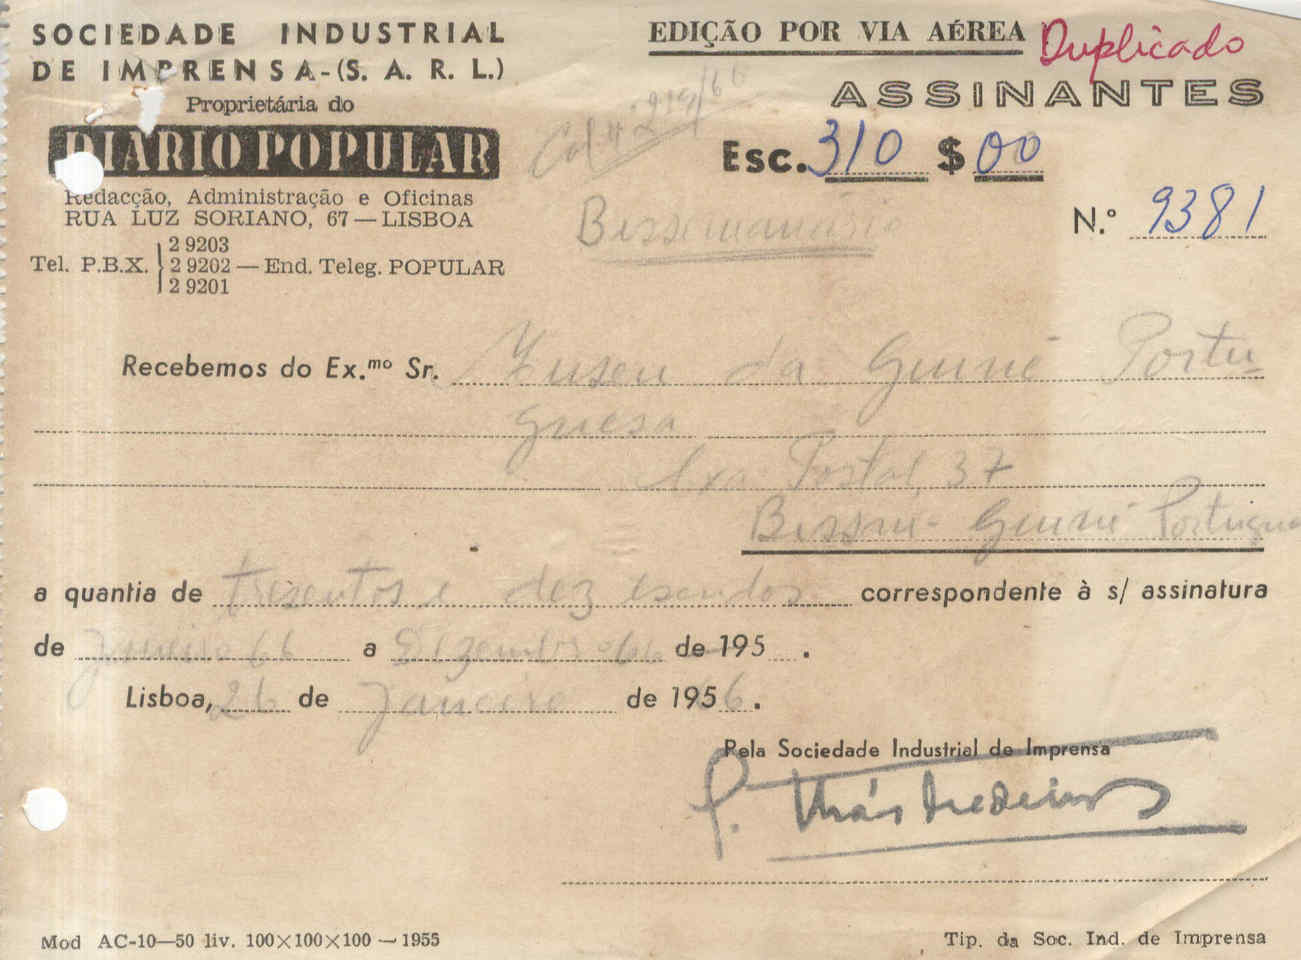 SOCIEDADE INDUSTRIAL
DE IMPRENSA-(S. A. R. L.)
Proprietária do
DIÁRIO POPULAR
Redacção, Administração e Oficinas
RUA LUZ SORIANO, 67 — LISBOA
Tel. P.B.X. 2 9203
2 9202 — End. Teleg. POPULAR
2 9201
EDIÇÃO POR VIA AÉREA Duplicado
ASSINANTES
Esc. 310 $ 00
N.º 9381
Bissemanário
Recebemos do Ex.mo Sr. Museu da Guiné Portu-
guesa
Cxa. Postal, 37
Bissau - Guiné Portuguesa
a quantia de trezentos e dez escudos correspondente à s/ assinatura
de Janeiro 66 a Dezembro 66 de 195 .
Lisboa, 26 de Janeiro de 195 66.
Pela Sociedade Industrial de Imprensa
P.
Mod AC-10—50 liv. 100×100×100 — 1955
Tip. da Soc. Ind. de Imprensa